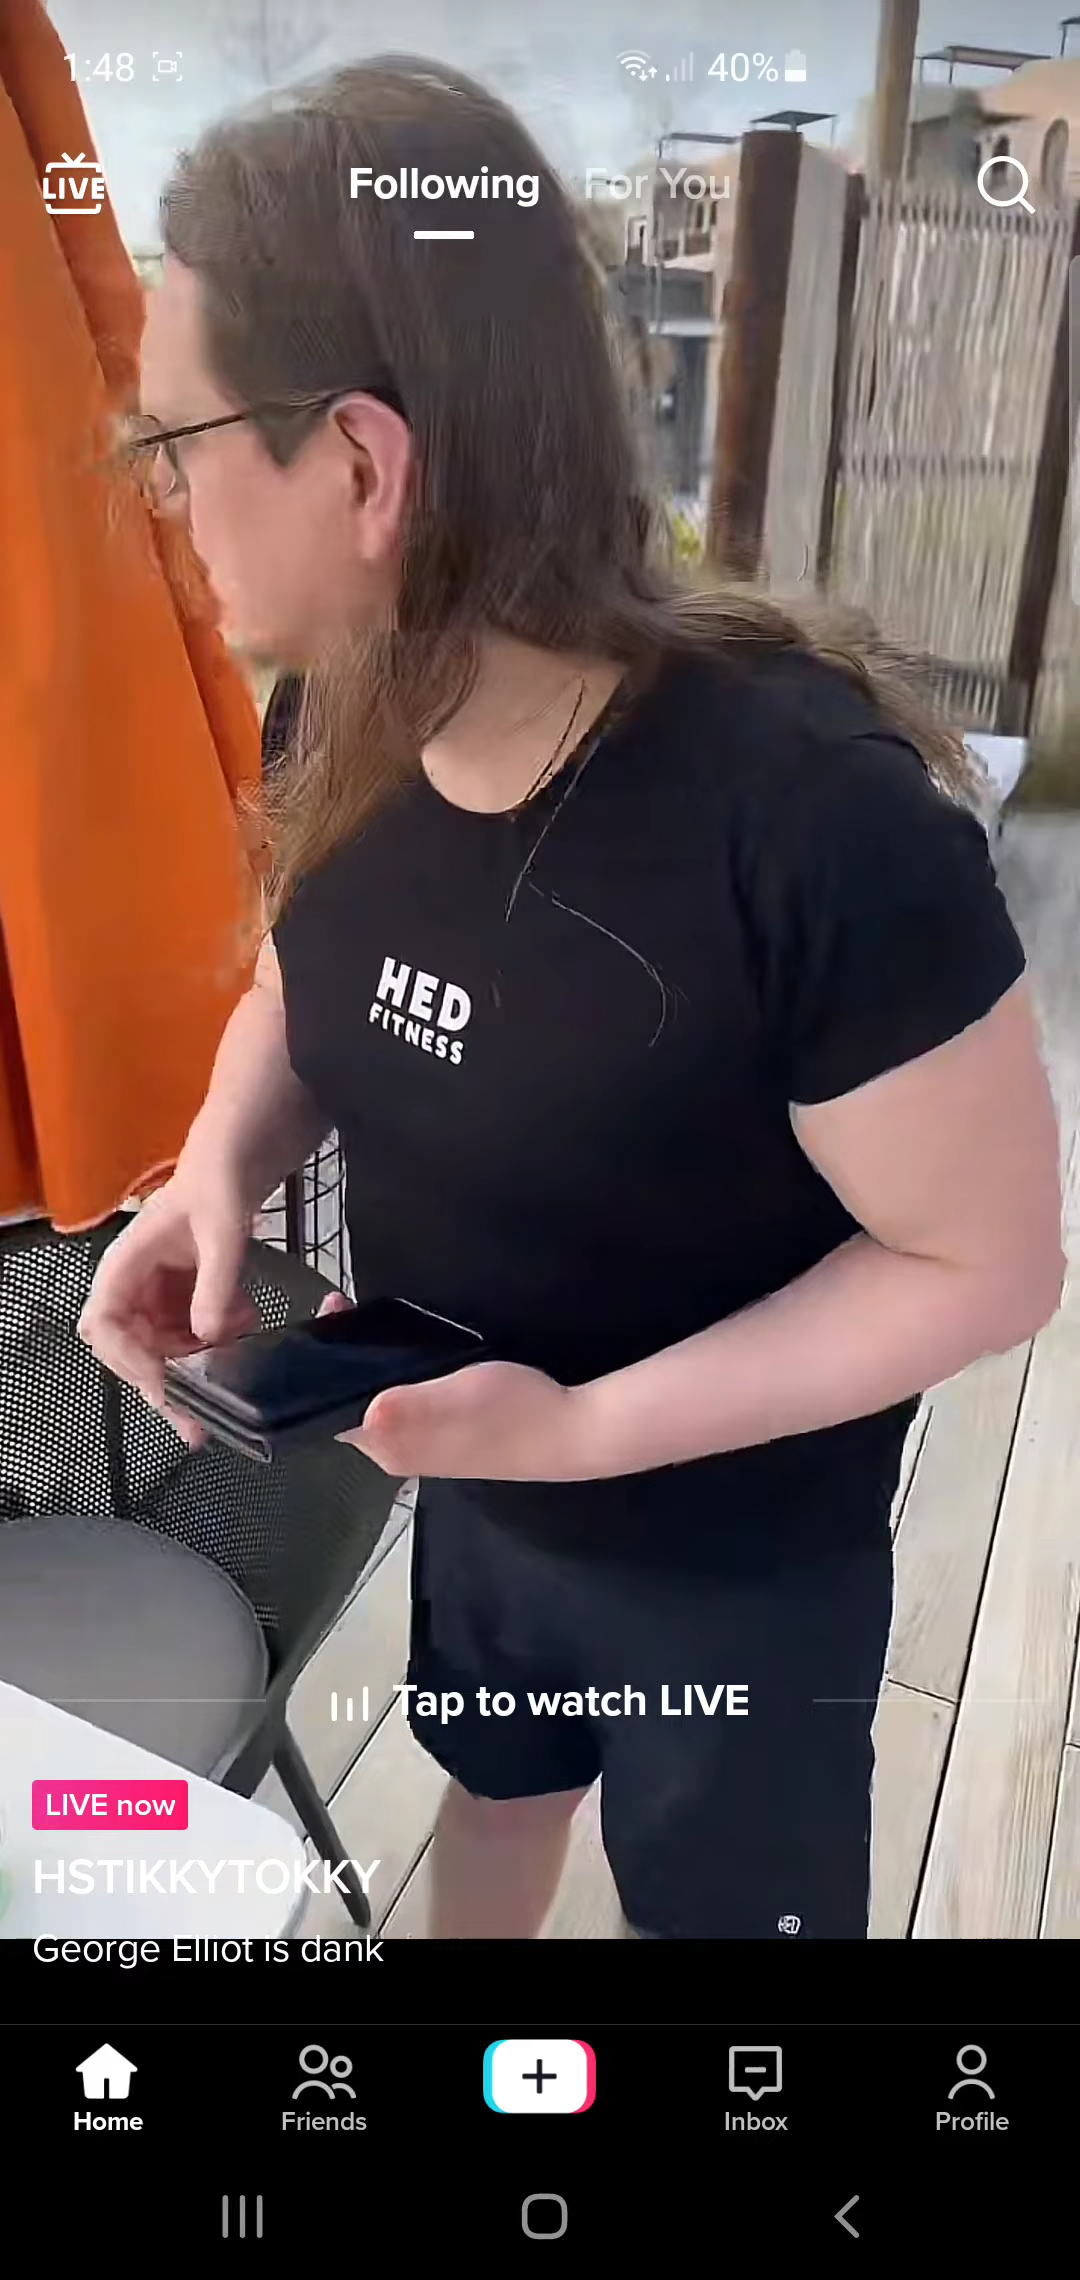 1:48
40%
LIVE
Following
For You
HED
FITNESS
Tap to watch LIVE
LIVE now
HSTIKKYTOKKY
George Elliot is dank
Home
Friends
Inbox
Profile